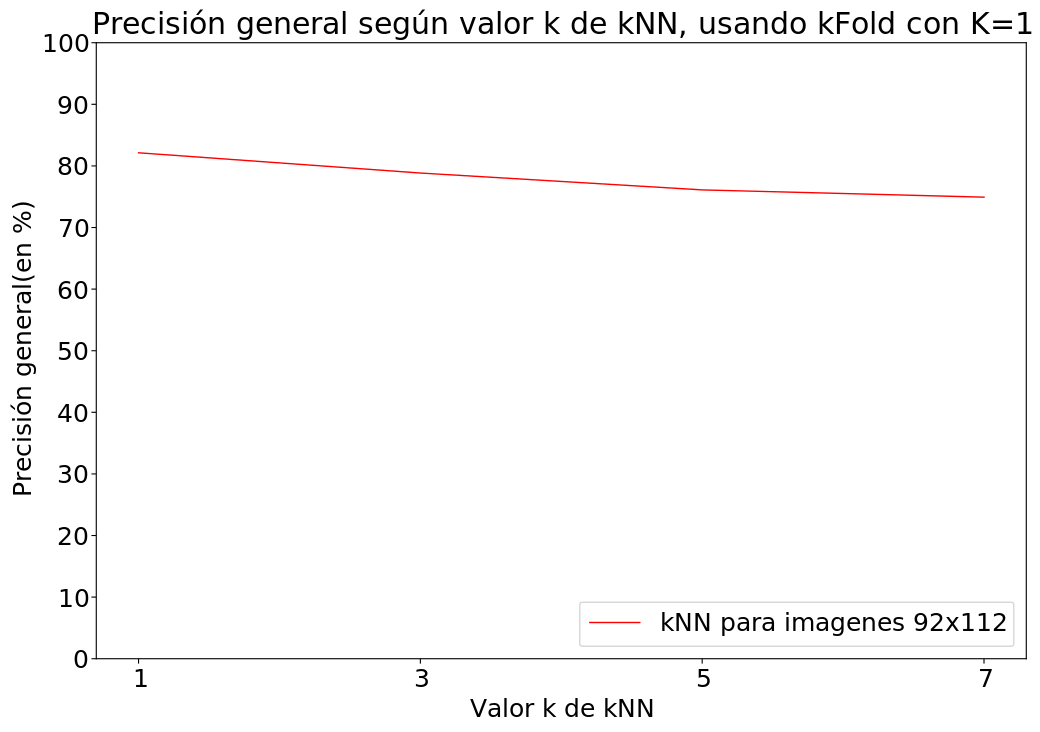 Precisión general según valor k de kNN, usando kFold con K=1
100
90
80
70
60
50
40
30
20
10
0
Precisión general(en %)
kNN para imagenes 92x112
1 3 5 7
Valor k de kNN